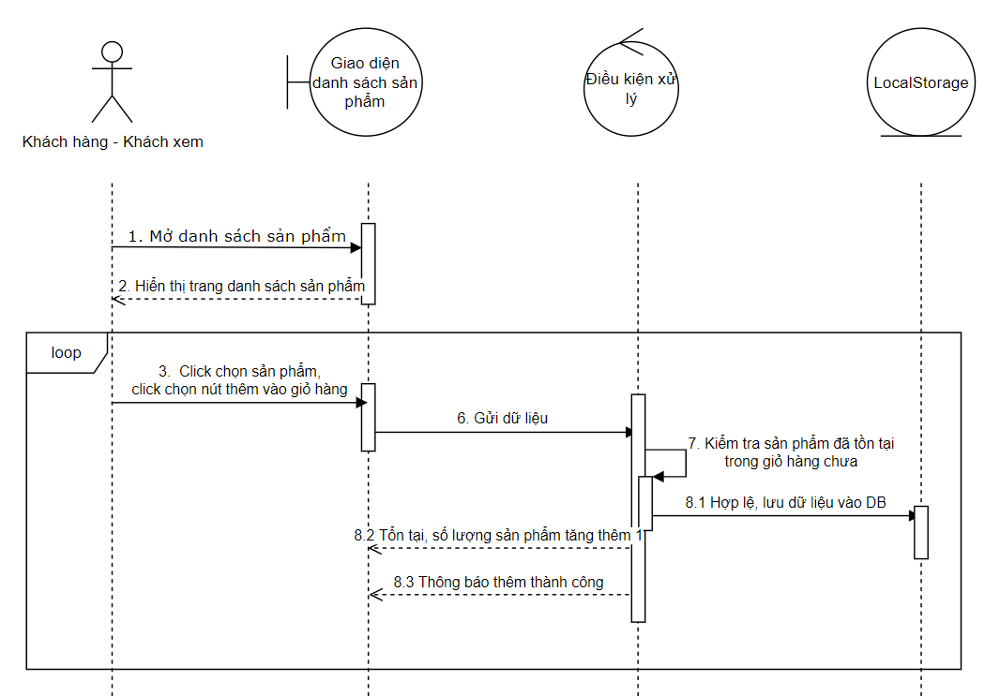 Giao diện
danh sách sản
phẩm
Điều kiện xử
lý
LocalStorage
Khách hàng - Khách xem
1. Mở danh sách sản phẩm
2. Hiển thị trang danh sách sản phẩm
loop
3. Click chọn sản phẩm,
click chọn nút thêm vào giỏ hàng
6. Gửi dữ liệu
7. Kiểm tra sản phẩm đã tồn tại
trong giỏ hàng chưa
8.1 Hợp lệ, lưu dữ liệu vào DB
8.2 Tồn tại, số lượng sản phẩm tăng thêm 1
8.3 Thông báo thêm thành công